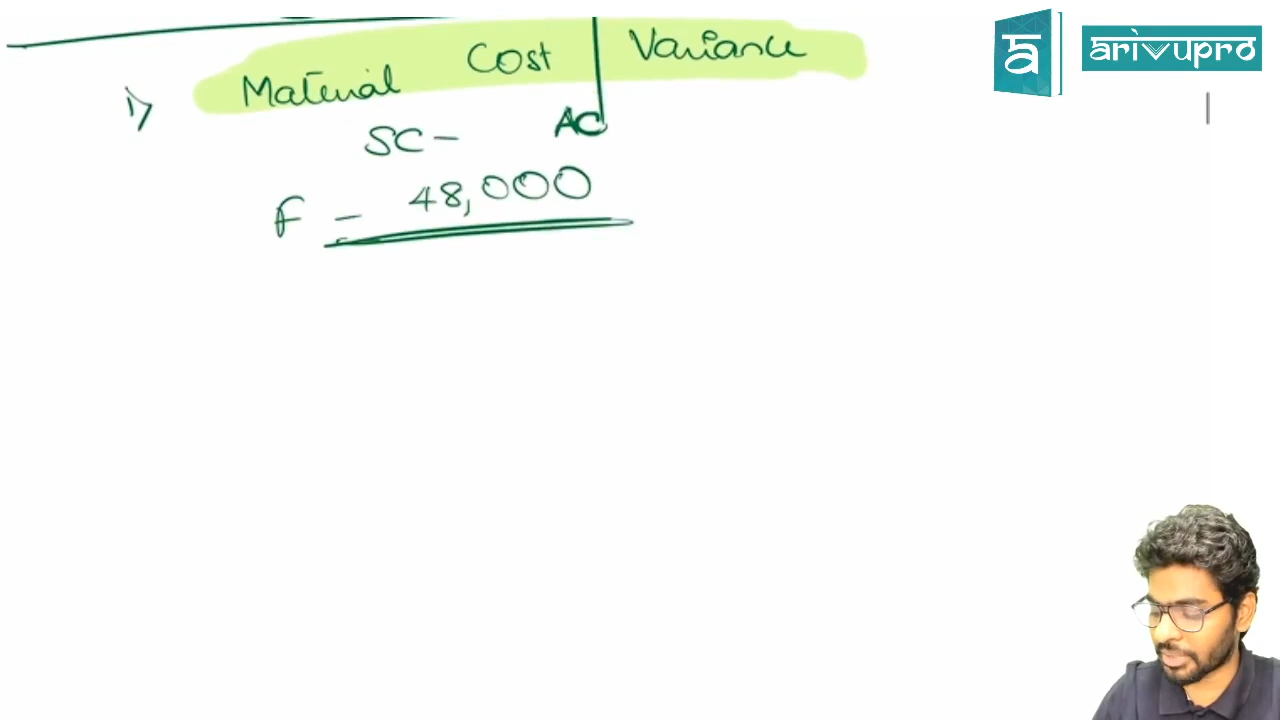 ā arivupro
1) Material Cost Variance
SC - AC
F - 48,000